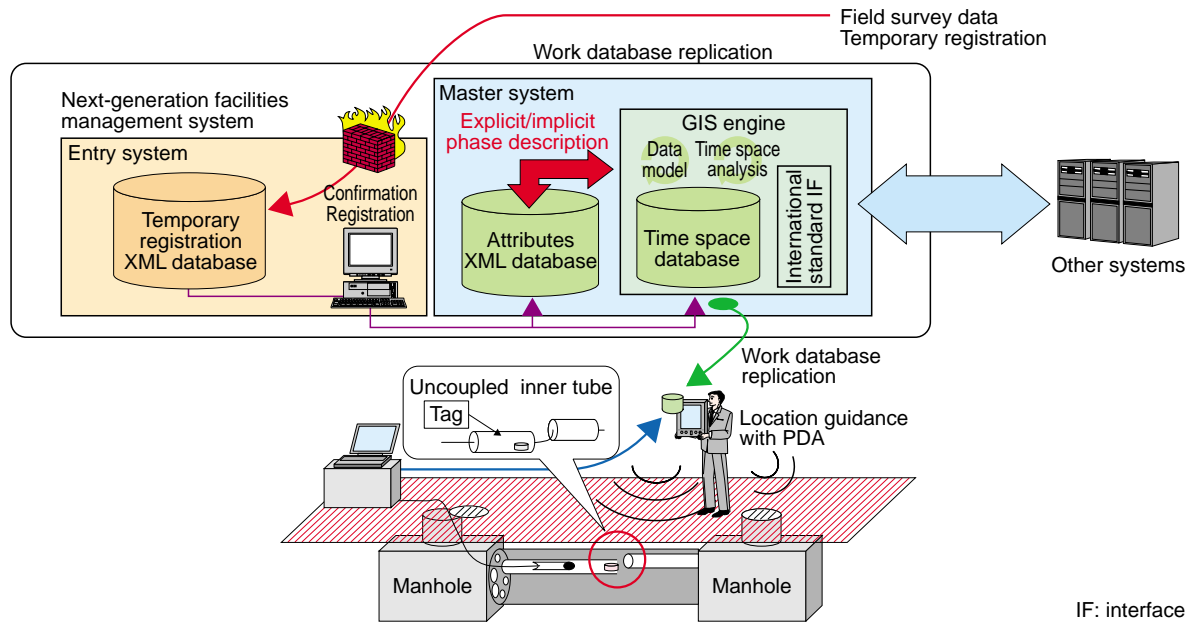 Field survey data
Temporary registration
Work database replication
Next-generation facilities
management system
Master system
Entry system
Explicit/implicit
phase description
GIS engine
Data
model
Time space
analysis
Confirmation
Registration
Temporary
registration
XML database
Attributes
XML database
Time space
database
International
standard IF
Other systems
Work database
replication
Uncoupled inner tube
Tag
Location guidance
with PDA
Manhole
Manhole
IF: interface